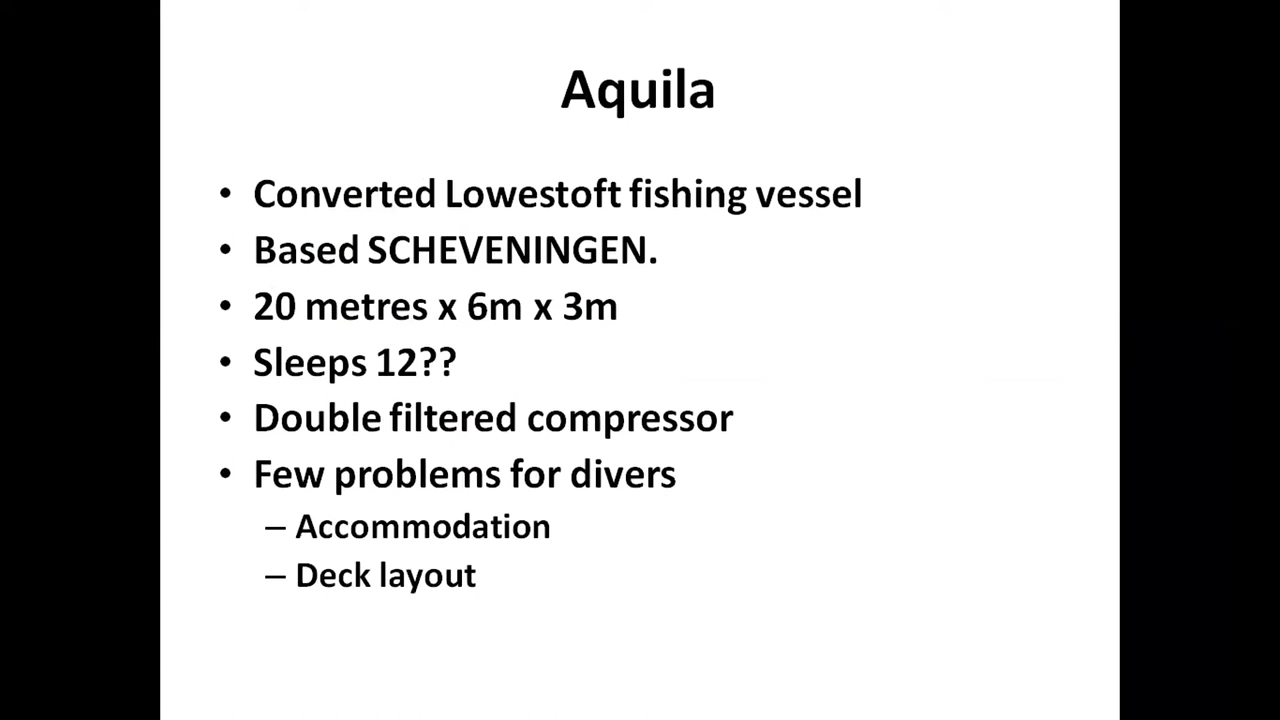 Aquila
• Converted Lowestoft fishing vessel
• Based SCHEVENINGEN.
• 20 metres x 6m x 3m
• Sleeps 12??
• Double filtered compressor
• Few problems for divers
– Accommodation
– Deck layout